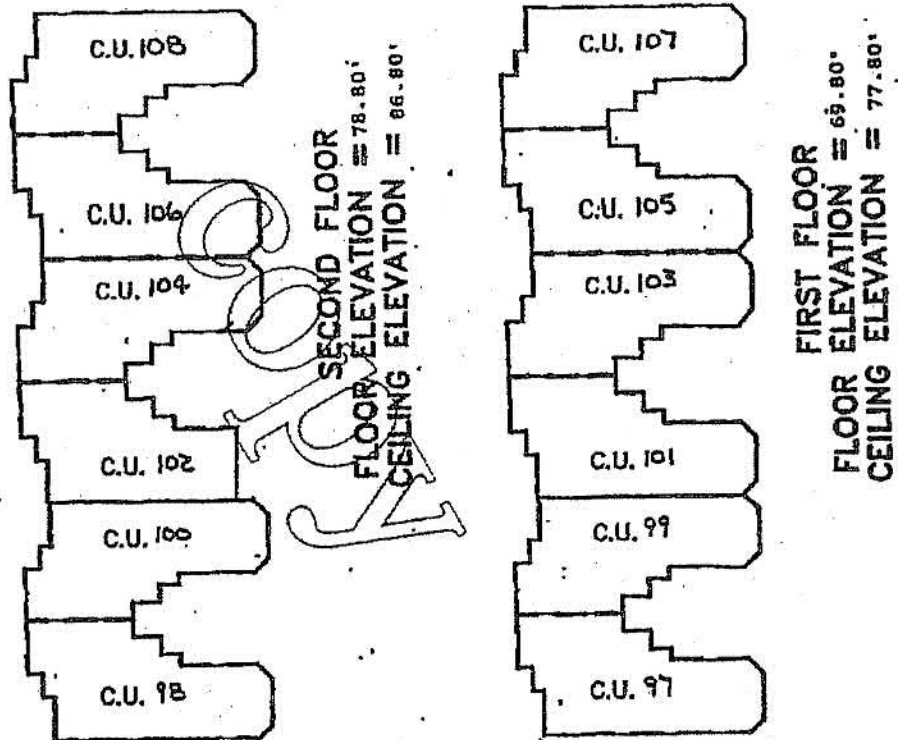 C.U. 108
C.U. 106
C.U. 104
C.U. 102
C.U. 100
C.U. 98
SECOND FLOOR
FLOOR ELEVATION = 78.80'
CEILING ELEVATION = 86.80'
Copy
C.U. 107
C.U. 105
C.U. 103
C.U. 101
C.U. 99
C.U. 97
FIRST FLOOR
FLOOR ELEVATION = 69.80'
CEILING ELEVATION = 77.80'